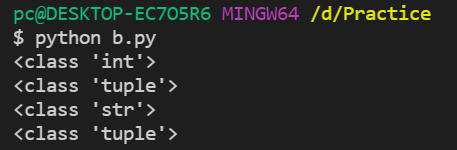 pc@DESKTOP-EC7O5R6 MINGW64 /d/Practice
$ python b.py
<class 'int'>
<class 'tuple'>
<class 'str'>
<class 'tuple'>